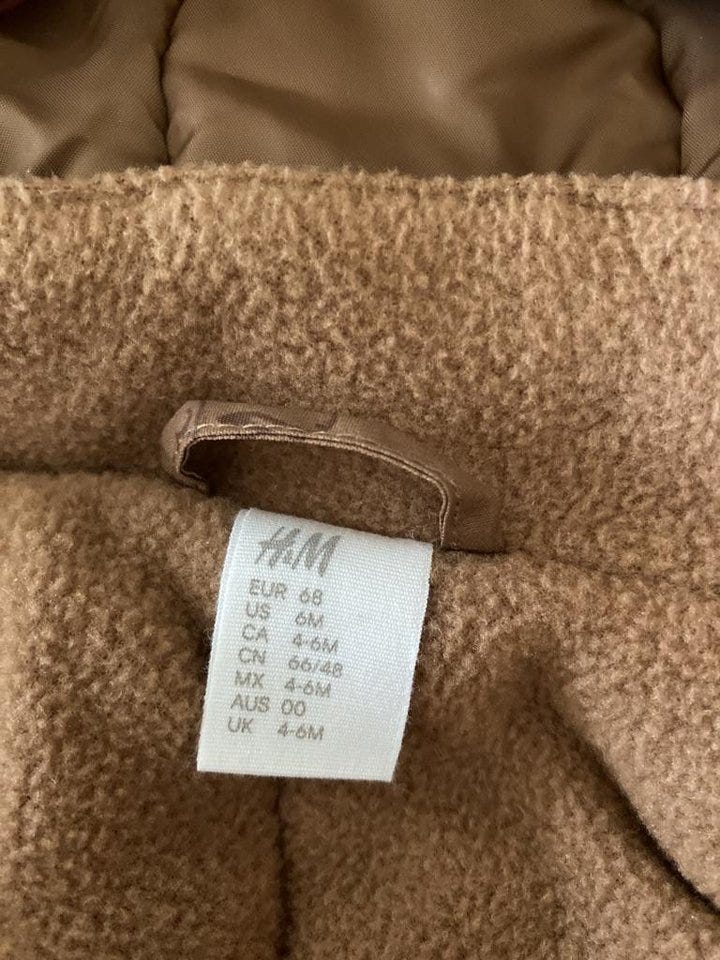 H&M
EUR 68
US 6M
CA 4-6M
CN 66/48
MX 4-6M
AUS 00
UK 4-6M